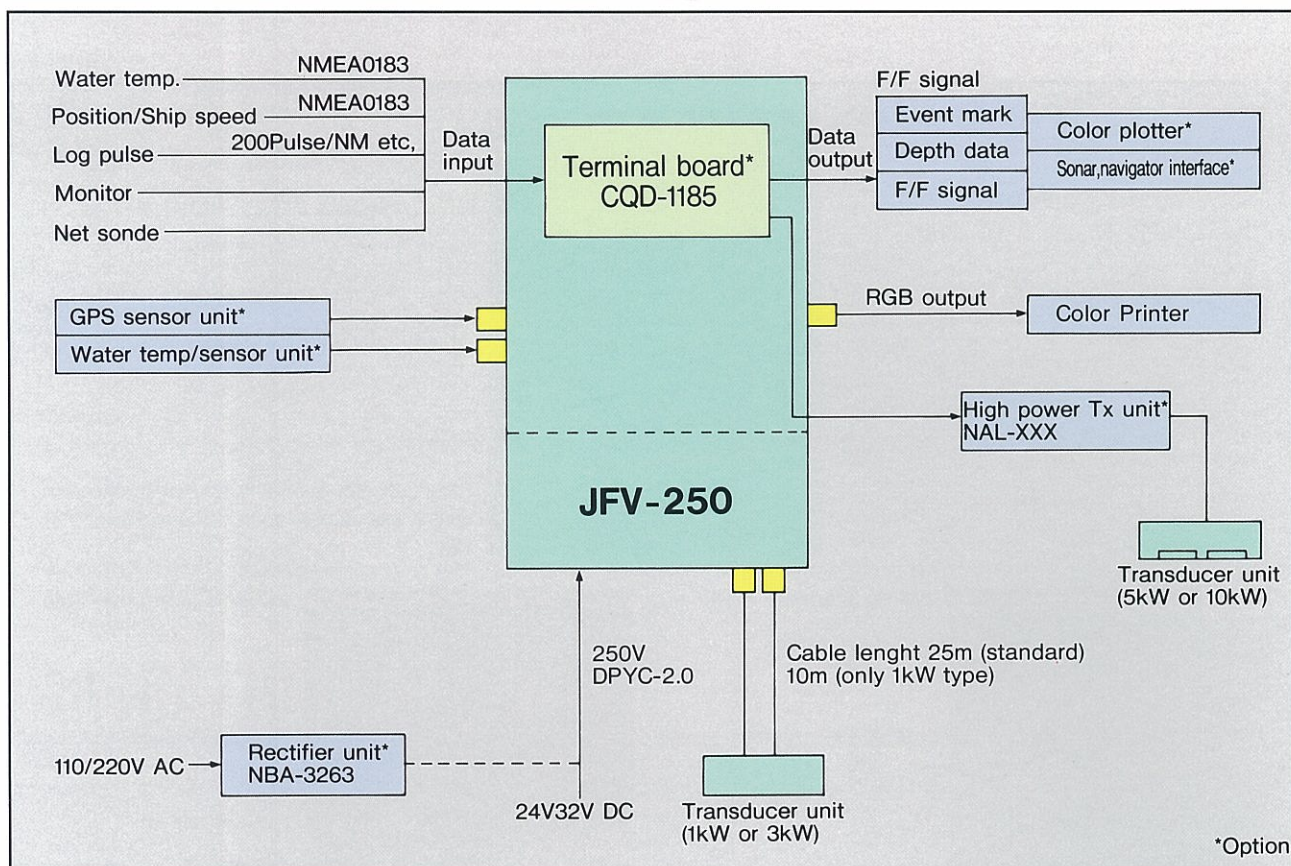 Water temp.
NMEA0183
Position/Ship speed
NMEA0183
Log pulse
200Pulse/NM etc,
Monitor
Net sonde
Data
input
Terminal board*
CQD-1185
Data
output
F/F signal
Event mark
Depth data
F/F signal
Color plotter*
Sonar,navigator interface*
GPS sensor unit*
Water temp/sensor unit*
RGB output
Color Printer
High power Tx unit*
NAL-XXX
JFV-250
Transducer unit
(5kW or 10kW)
250V
DPYC-2.0
Cable lenght 25m (standard)
10m (only 1kW type)
110/220V AC
Rectifier unit*
NBA-3263
24V32V DC
Transducer unit
(1kW or 3kW)
*Option